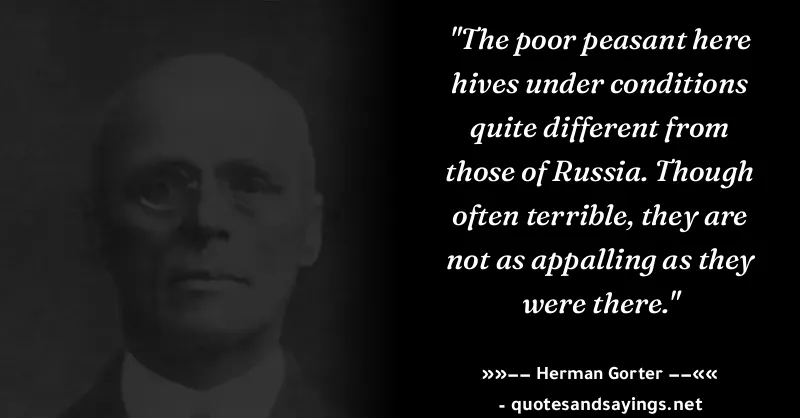 "The poor peasant here
hives under conditions
quite different from
those of Russia. Though
often terrible, they are
not as appalling as they
were there."
»»–– Herman Gorter ––««
- quotesandsayings.net